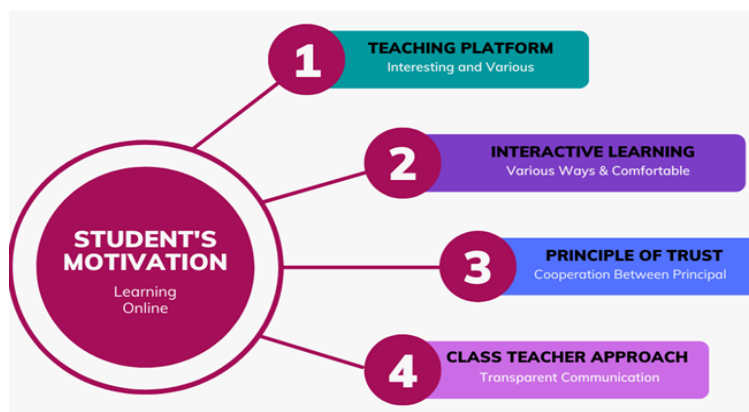 STUDENT'S
MOTIVATION
Learning
Online
1
TEACHING PLATFORM
Interesting and Various
2
INTERACTIVE LEARNING
Various Ways & Comfortable
3
PRINCIPLE OF TRUST
Cooperation Between Principal
4
CLASS TEACHER APPROACH
Transparent Communication